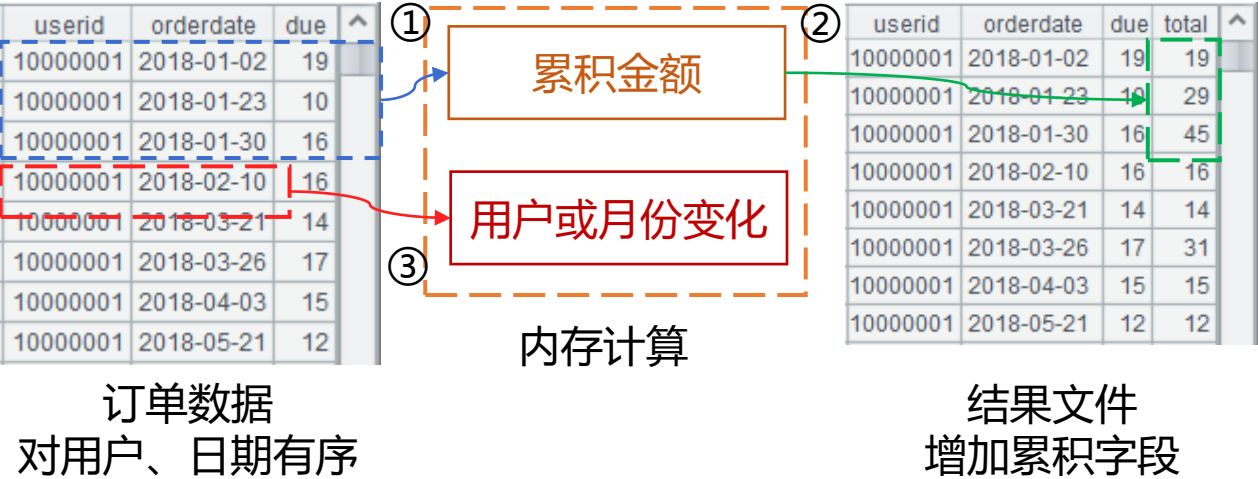 userid orderdate due
10000001 2018-01-02 19
10000001 2018-01-23 10
10000001 2018-01-30 16
10000001 2018-02-10 16
10000001 2018-03-21 14
10000001 2018-03-26 17
10000001 2018-04-03 15
10000001 2018-05-21 12
订单数据
对用户、日期有序
①
累积金额
②
用户或月份变化
③
内存计算
userid orderdate due total
10000001 2018-01-02 19 19
10000001 2018-01-23 10 29
10000001 2018-01-30 16 45
10000001 2018-02-10 16 16
10000001 2018-03-21 14 14
10000001 2018-03-26 17 31
10000001 2018-04-03 15 15
10000001 2018-05-21 12 12
结果文件
增加累积字段